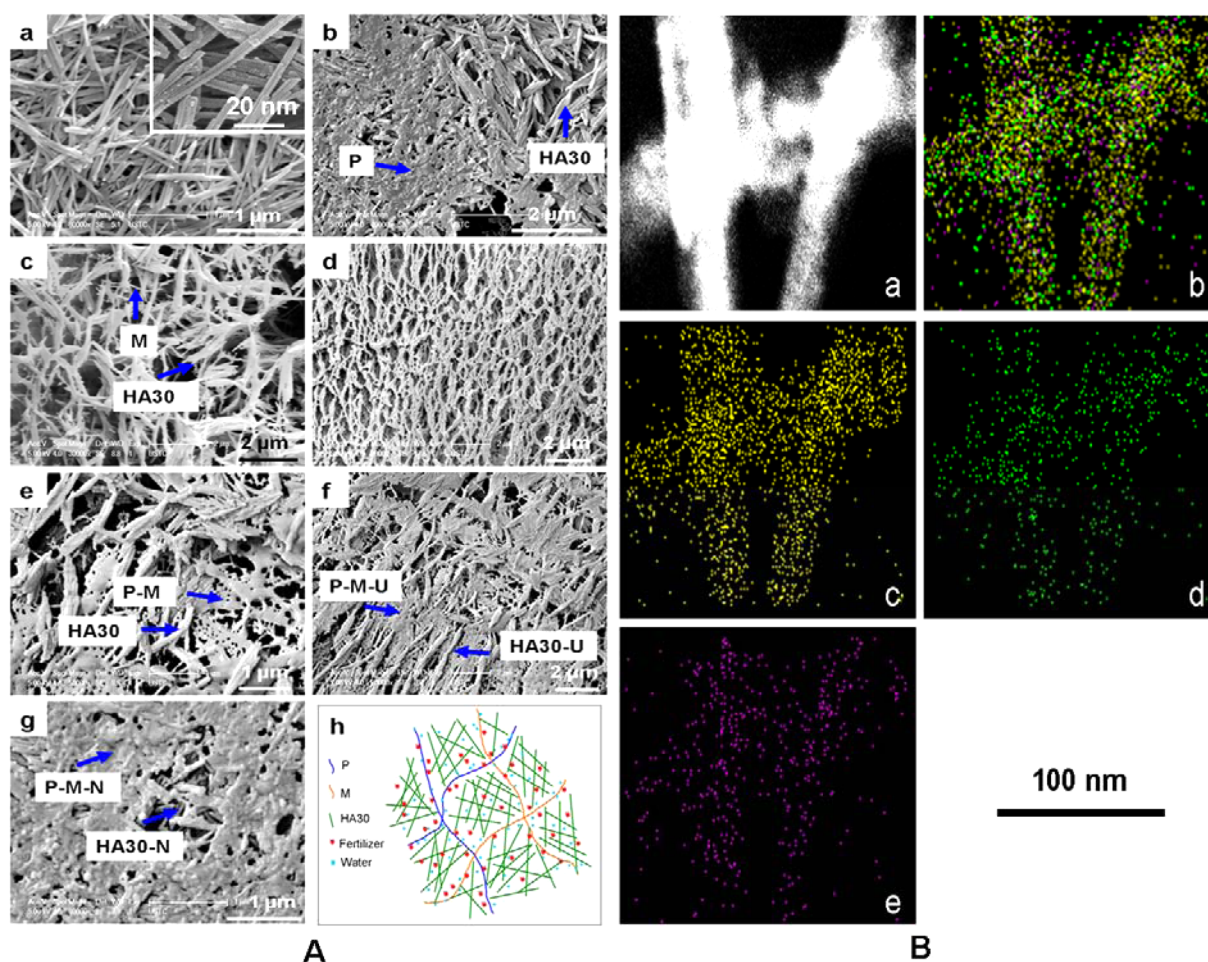 a
20 nm
1 μm
b
HA30
P
2 μm
c
M
HA30
2 μm
d
2 μm
e
P-M
HA30
1 μm
f
P-M-U
HA30-U
2 μm
g
P-M-N
HA30-N
1 μm
h
P
M
HA30
Fertilizer
Water
A
a
b
c
d
e
100 nm
B